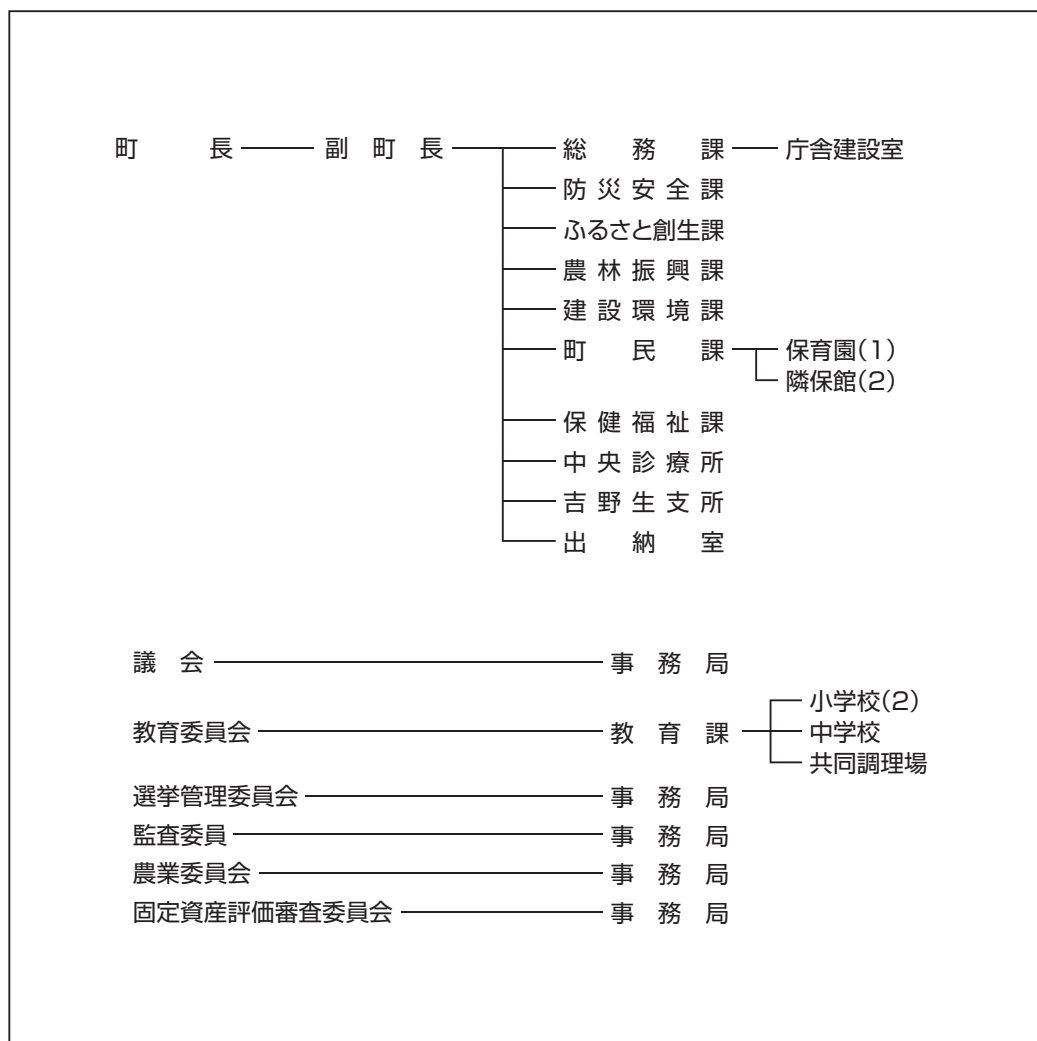 町長 副町長 総務課 庁舎建設室
防災安全課
ふるさと創生課
農林振興課
建設環境課
町民課 保育園(1)
隣保館(2)
保健福祉課
中央診療所
吉野生支所
出納室
議会 事務局
小学校(2)
教育委員会 教育課 中学校
共同調理場
選挙管理委員会 事務局
監査委員 事務局
農業委員会 事務局
固定資産評価審査委員会 事務局